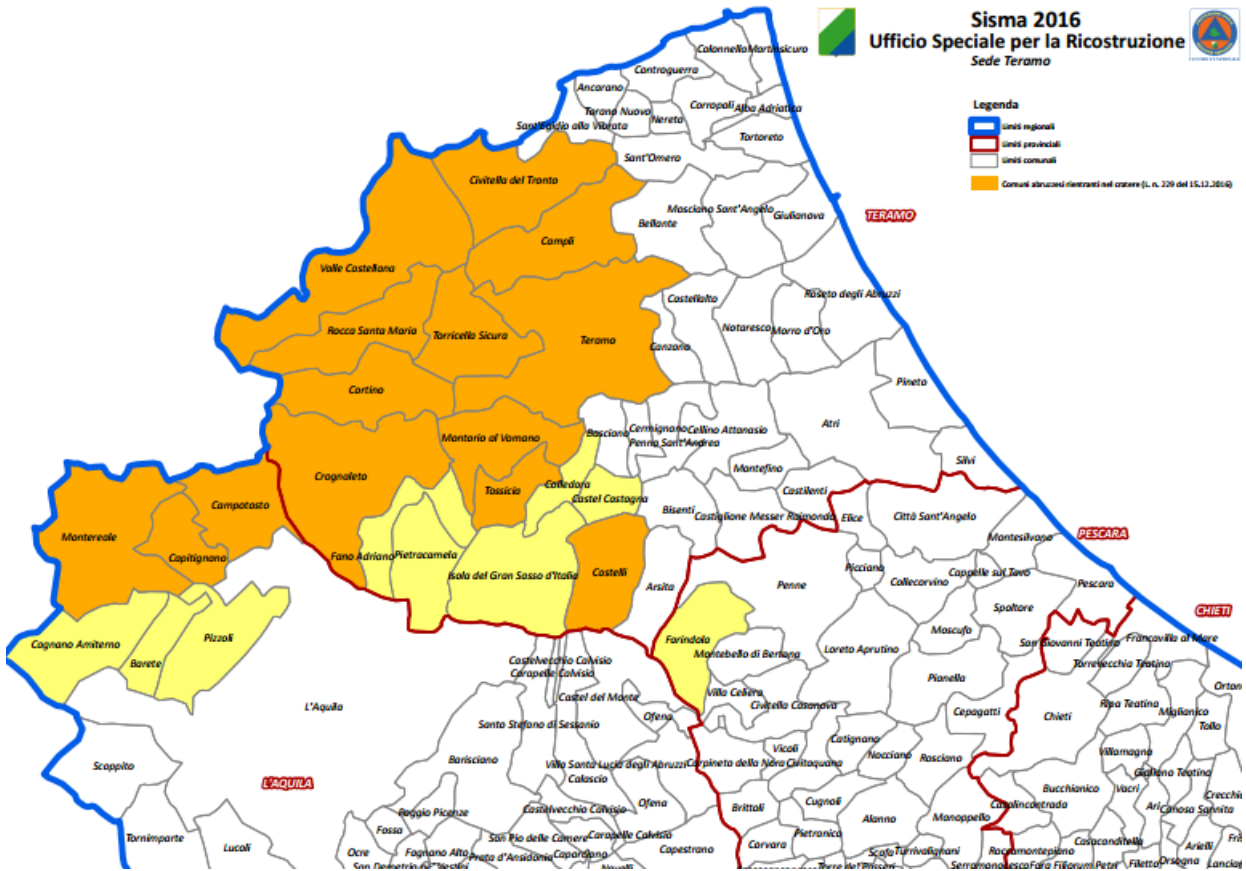 Sisma 2016
Ufficio Speciale per la Ricostruzione
Sede Teramo
Legenda
Limiti regionali
Limiti provinciali
Limiti comunali
Comuni abruzzesi rientranti nel cratere (L. n. 229 del 15.12.2016)
Colonnella
Martinsicuro
Controguerra
Ancarano
Torano Nuovo
Nereto
Corropoli
Alba Adriatica
Sant'Egidio alla Vibrata
Tortoreto
Sant'Omero
Civitella del Tronto
Mosciano Sant'Angelo
Giulianova
TERAMO
Bellante
Campli
Valle Castellana
Castellalto
Roseto degli Abruzzi
Rocca Santa Maria
Torricella Sicura
Teramo
Notaresco
Morro d'Oro
Canzano
Cortino
Pineto
Basciano
Cermignano
Cellino Attanasio
Atri
Montorio al Vomano
Penna Sant'Andrea
Silvi
Crognaleto
Montefino
Tossicia
Colledara
Castilenti
Campotosto
Castel Castagna
Bisenti
Castiglione Messer Raimondo
Elice
Città Sant'Angelo
Montereale
Capitignano
Montesilvano
PESCARA
Fano Adriano
Pietracamela
Isola del Gran Sasso d'Italia
Castelli
Arsita
Penne
Picciano
Collecorvino
Cappelle sul Tavo
Pescara
Spoltore
CHIETI
Cagnano Amiterno
Barete
Pizzoli
Farindola
Moscufo
San Giovanni Teatino
Francavilla al Mare
Montebello di Bertona
Loreto Aprutino
Torrevecchia Teatina
Castelvecchio Calvisio
Carapelle Calvisio
Pianella
Castel del Monte
Villa Celiera
Civitella Casanova
Ripa Teatina
Miglianico
L'Aquila
Ofena
Cepagatti
Chieti
Tollo
Santo Stefano di Sessanio
Catignano
Vicoli
Nocciano
Rosciano
Villamagna
Scoppito
Barisciano
Villa Santa Lucia degli Abruzzi
Carpineto della Nora
Civitaquana
Giuliano Teatino
L'AQUILA
Calascio
Bucchianico
Vacri
Poggio Picenze
Castelvecchio Calvisio
Ofena
Brittoli
Cugnoli
Casalincontrada
Ari
Canosa Sannita
Tornimparte
Lucoli
Fossa
San Pio delle Camere
Carapelle Calvisio
Pietranico
Alanno
Manoppello
Casacanditella
Ocre
Fagnano Alto
Prata d'Ansidonia
Caporciano
Capestrano
Corvara
Scafa
Turrivalignani
Roccamontepiano
Fara Filiorum Petri
Filetto
Orsogna
Arielli